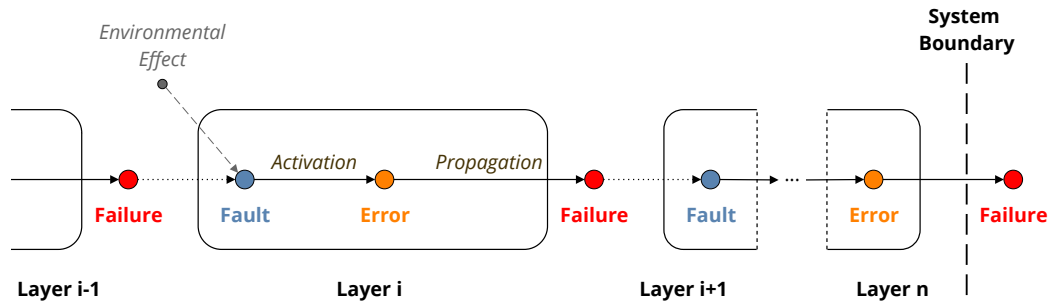 Environmental
Effect
System
Boundary
Activation
Propagation
...
Failure
Fault
Error
Failure
Fault
Error
Failure
Layer i-1
Layer i
Layer i+1
Layer n